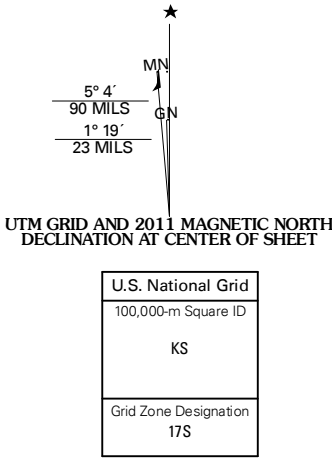 MN
5° 4´
90 MILS
GN
1° 19´
23 MILS
UTM GRID AND 2011 MAGNETIC NORTH
DECLINATION AT CENTER OF SHEET
U.S. National Grid
100,000-m Square ID
KS
Grid Zone Designation
17S